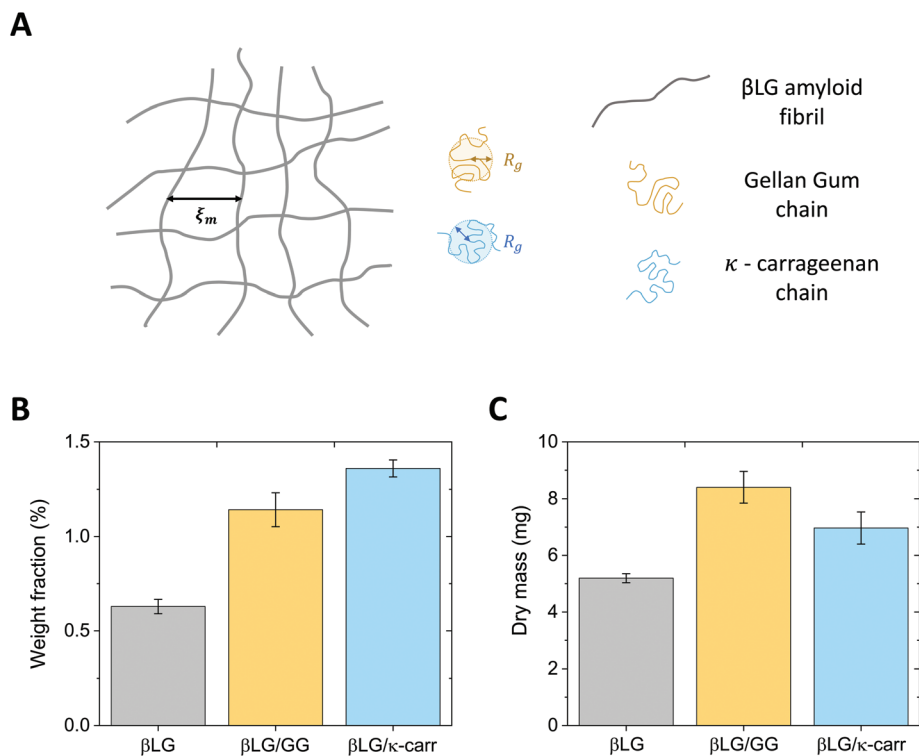 A
ξm
Rg
Rg
βLG amyloid
fibril
Gellan Gum
chain
κ - carrageenan
chain
B
Weight fraction (%)
1.5
1.0
0.5
0.0
βLG
βLG/GG
βLG/κ-carr
C
Dry mass (mg)
10
8
6
4
2
0
βLG
βLG/GG
βLG/κ-carr